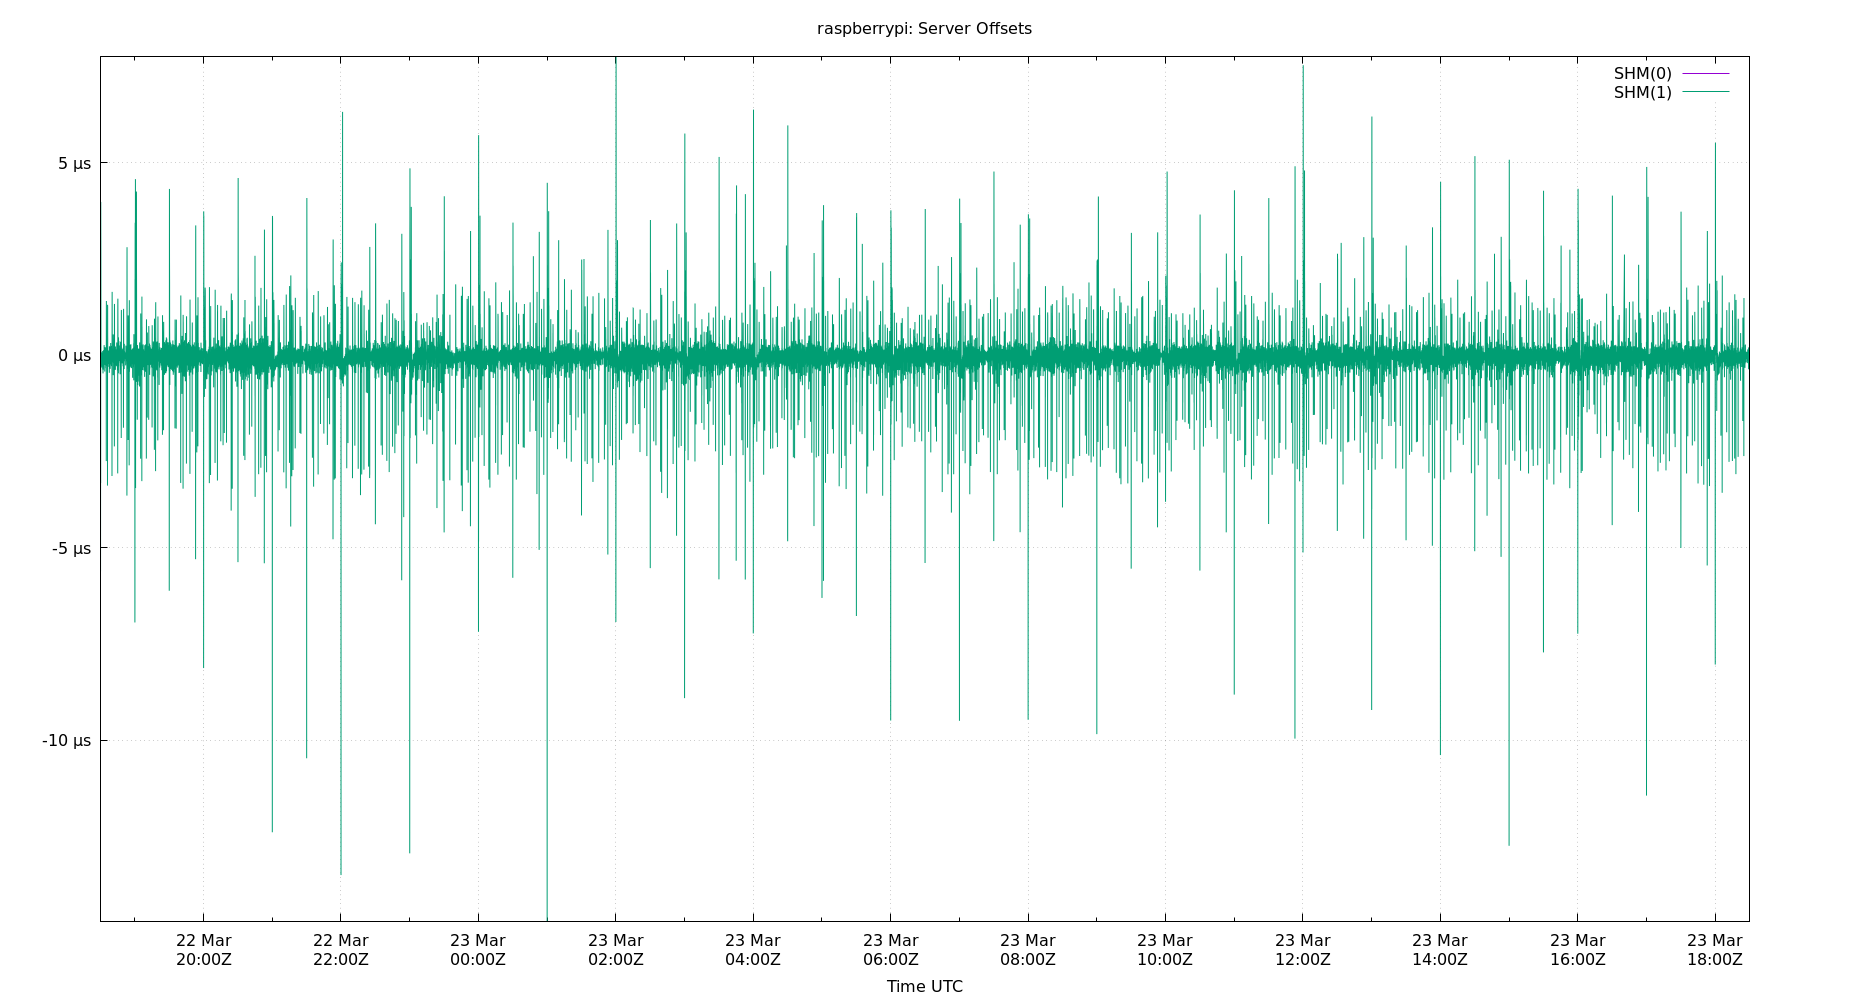 raspberrypi: Server Offsets
SHM(0)
SHM(1)
5 µs
0 µs
-5 µs
-10 µs
22 Mar 22 Mar 23 Mar 23 Mar 23 Mar 23 Mar 23 Mar 23 Mar 23 Mar 23 Mar 23 Mar 23 Mar
20:00Z 22:00Z 00:00Z 02:00Z 04:00Z 06:00Z 08:00Z 10:00Z 12:00Z 14:00Z 16:00Z 18:00Z
Time UTC